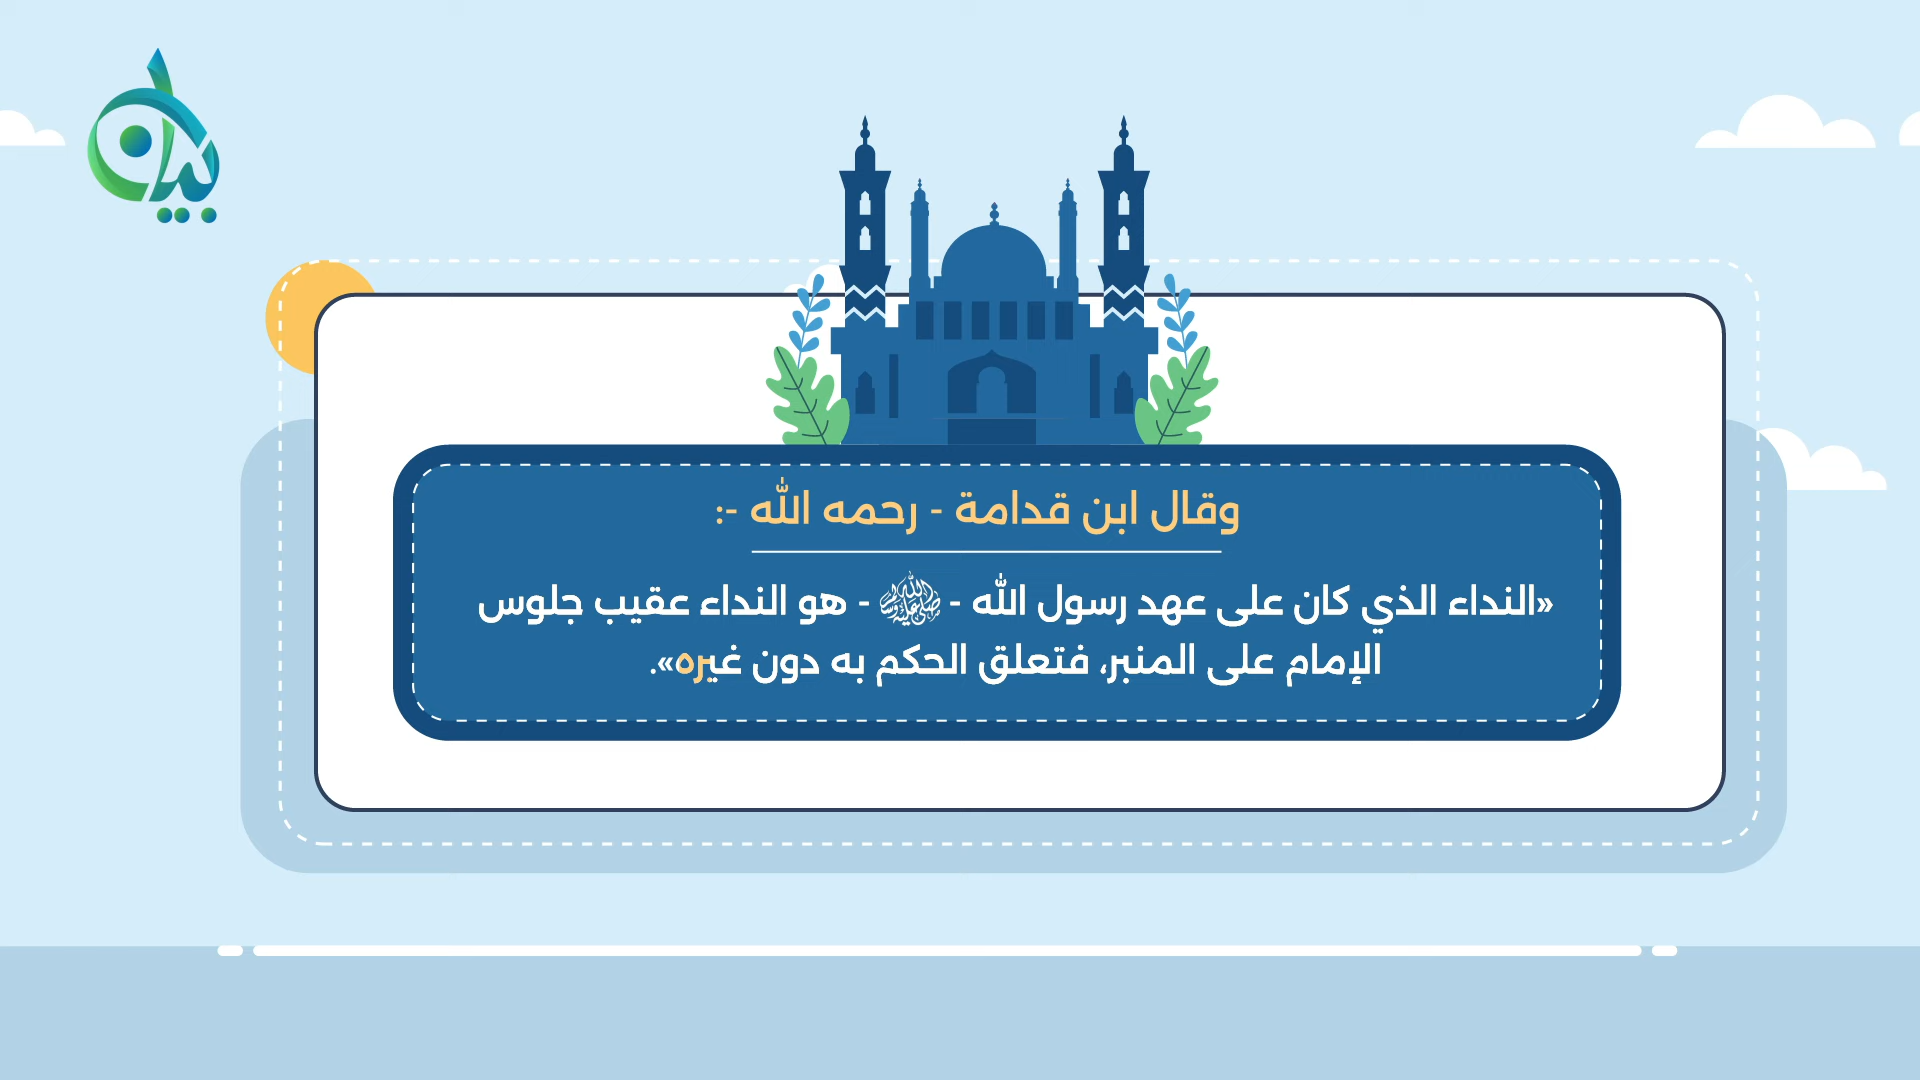 بيان
وقال ابن قدامة - رحمه الله -:
«النداء الذي كان على عهد رسول الله - ﷺ - هو النداء عقيب جلوس
الإمام على المنبر، فتعلق الحكم به دون غيره».